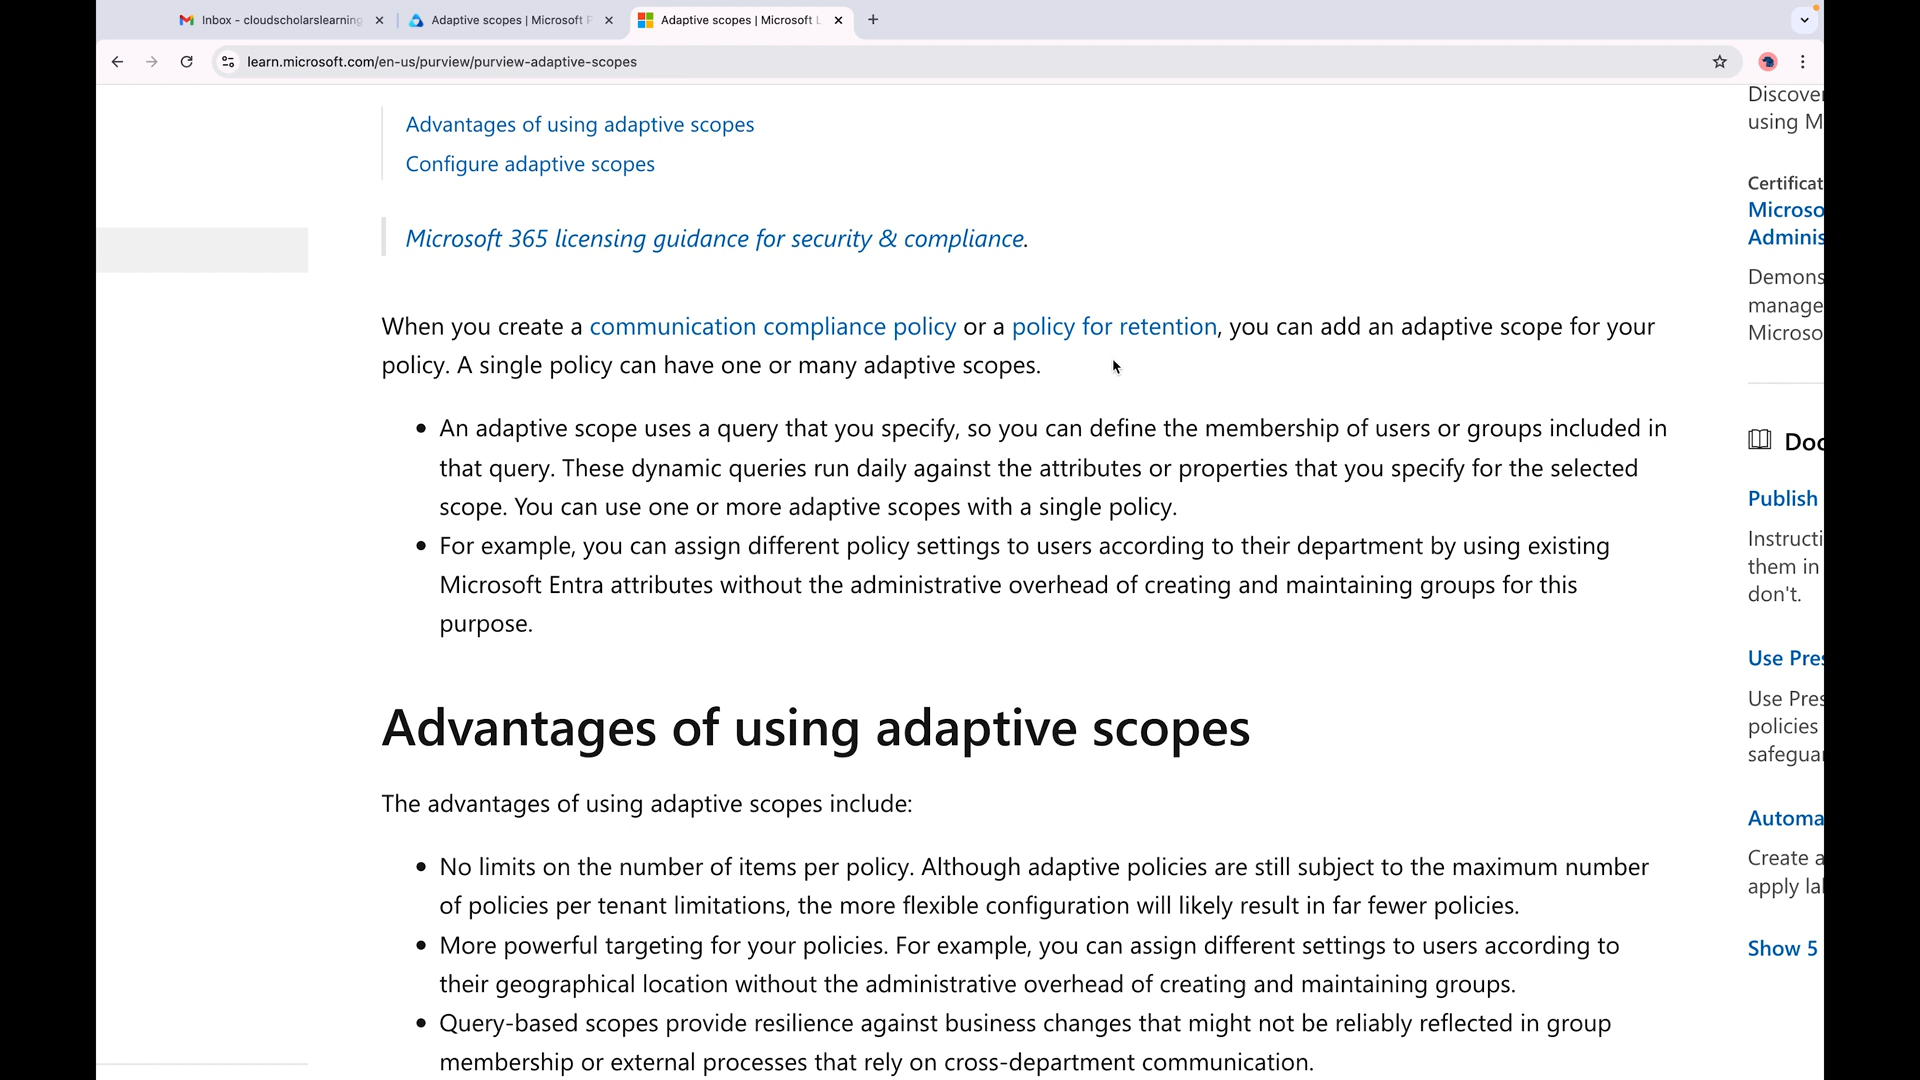 Inbox - cloudscholarslearning
Adaptive scopes | Microsoft P
Adaptive scopes | Microsoft L
learn.microsoft.com/en-us/purview/purview-adaptive-scopes
Advantages of using adaptive scopes
Configure adaptive scopes
Microsoft 365 licensing guidance for security & compliance.
When you create a communication compliance policy or a policy for retention, you can add an adaptive scope for your
policy. A single policy can have one or many adaptive scopes.
• An adaptive scope uses a query that you specify, so you can define the membership of users or groups included in
that query. These dynamic queries run daily against the attributes or properties that you specify for the selected
scope. You can use one or more adaptive scopes with a single policy.
• For example, you can assign different policy settings to users according to their department by using existing
Microsoft Entra attributes without the administrative overhead of creating and maintaining groups for this
purpose.
Advantages of using adaptive scopes
The advantages of using adaptive scopes include:
• No limits on the number of items per policy. Although adaptive policies are still subject to the maximum number
of policies per tenant limitations, the more flexible configuration will likely result in far fewer policies.
• More powerful targeting for your policies. For example, you can assign different settings to users according to
their geographical location without the administrative overhead of creating and maintaining groups.
• Query-based scopes provide resilience against business changes that might not be reliably reflected in group
membership or external processes that rely on cross-department communication.
Discover
using M
Certificat
Microso
Adminis
Demons
manage
Microso
Doc
Publish
Instructi
them in
don't.
Use Pres
Use Pres
policies
safeguar
Automa
Create a
apply la
Show 5